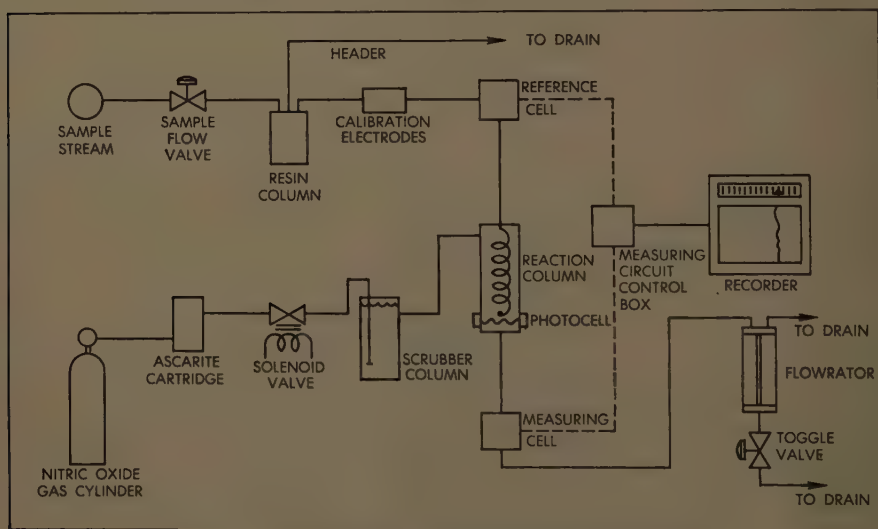 HEADER
TO DRAIN
SAMPLE
STREAM
SAMPLE
FLOW
VALVE
RESIN
COLUMN
CALIBRATION
ELECTRODES
REFERENCE
CELL
REACTION
COLUMN
PHOTOCELL
MEASURING
CIRCUIT
CONTROL
BOX
RECORDER
NITRIC OXIDE
GAS CYLINDER
ASCARITE
CARTRIDGE
SOLENOID
VALVE
SCRUBBER
COLUMN
MEASURING
CELL
TO DRAIN
FLOWRATOR
TOGGLE
VALVE
TO DRAIN